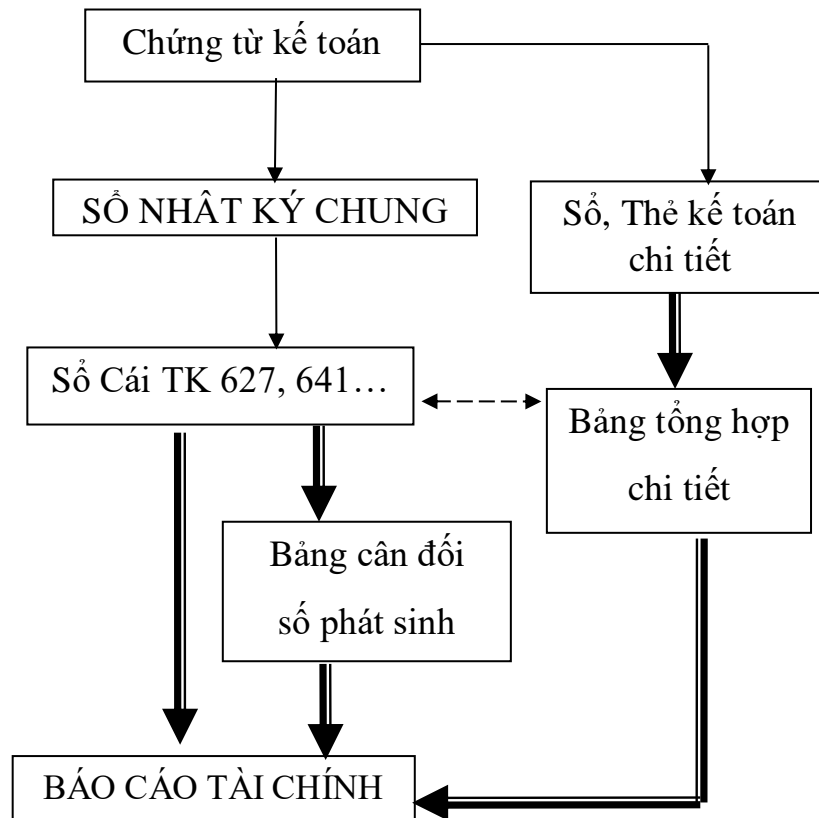 Chứng từ kế toán
SỔ NHÂT KÝ CHUNG
Sổ, Thẻ kế toán
chi tiết
Sổ Cái TK 627, 641…
Bảng tổng hợp
chi tiết
Bảng cân đối
số phát sinh
BÁO CÁO TÀI CHÍNH